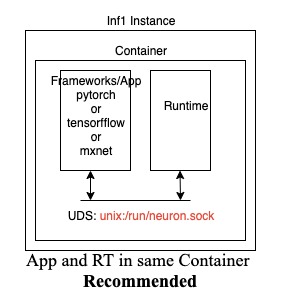 Inf1 Instance
Container
Frameworks/App
pytorch
or
tensorfflow
or
mxnet
Runtime
UDS: unix:/run/neuron.sock
App and RT in same Container
Recommended